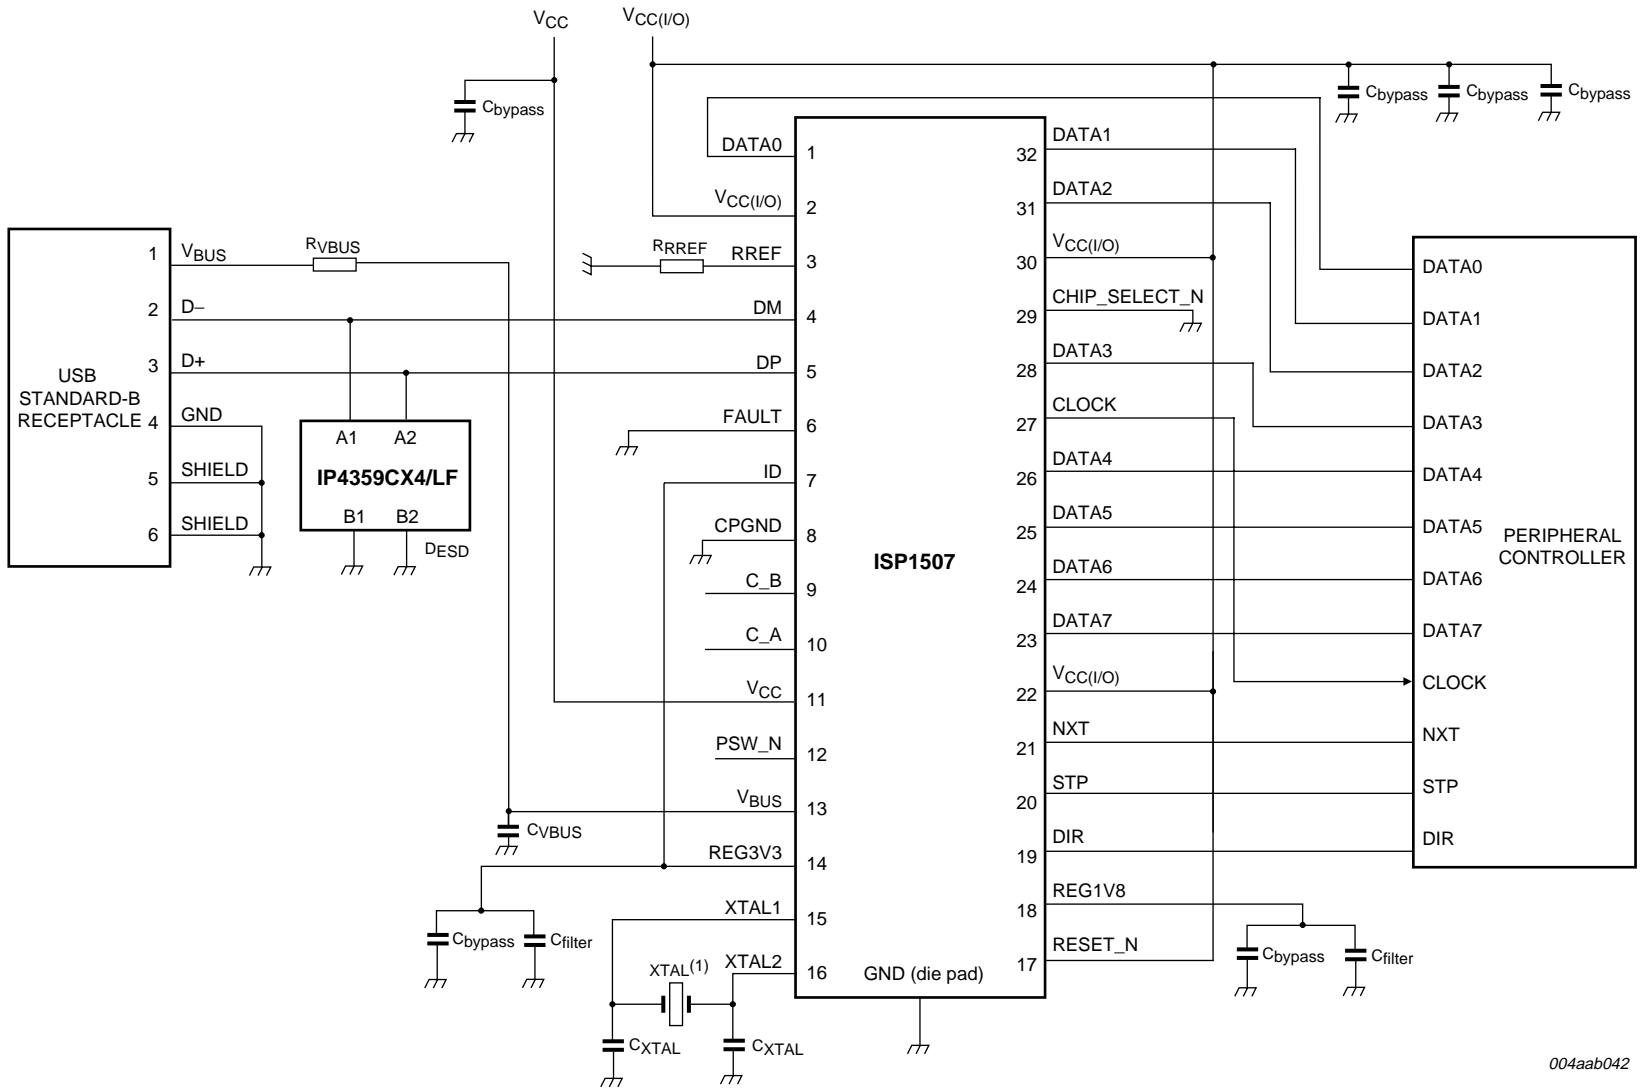 VCC
VCC(I/O)
Cbypass
Cbypass
Cbypass
Cbypass
USB
STANDARD-B
RECEPTACLE
1
VBUS
2
D–
3
D+
4
GND
5
SHIELD
6
SHIELD
RVBUS
A1
A2
IP4359CX4/LF
B1
B2
DESD
RRREF
CVBUS
Cbypass
Cfilter
XTAL(1)
CXTAL
CXTAL
DATA0
1
VCC(I/O)
2
RREF
3
DM
4
DP
5
FAULT
6
ID
7
CPGND
8
C_B
9
C_A
10
VCC
11
PSW_N
12
VBUS
13
REG3V3
14
XTAL1
15
XTAL2
16
ISP1507
GND (die pad)
32
DATA1
31
DATA2
30
VCC(I/O)
29
CHIP_SELECT_N
28
DATA3
27
CLOCK
26
DATA4
25
DATA5
24
DATA6
23
DATA7
22
VCC(I/O)
21
NXT
20
STP
19
DIR
18
REG1V8
17
RESET_N
Cbypass
Cfilter
DATA0
DATA1
DATA2
DATA3
DATA4
DATA5
DATA6
DATA7
CLOCK
NXT
STP
DIR
PERIPHERAL
CONTROLLER
004aab042